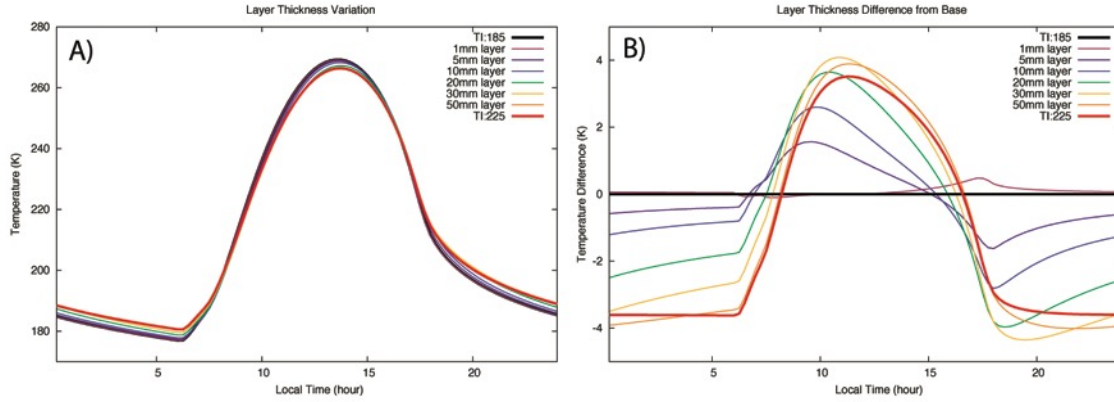 Layer Thickness Variation
A)
280
260
240
220
200
180
Temperature (K)
5
10
15
20
Local Time (hour)
TI:185
1mm layer
5mm layer
10mm layer
20mm layer
30mm layer
50mm layer
TI:225
Layer Thickness Difference from Base
B)
4
2
0
-2
-4
Temperature Difference (K)
5
10
15
20
Local Time (hour)
TI:185
1mm layer
5mm layer
10mm layer
20mm layer
30mm layer
50mm layer
TI:225